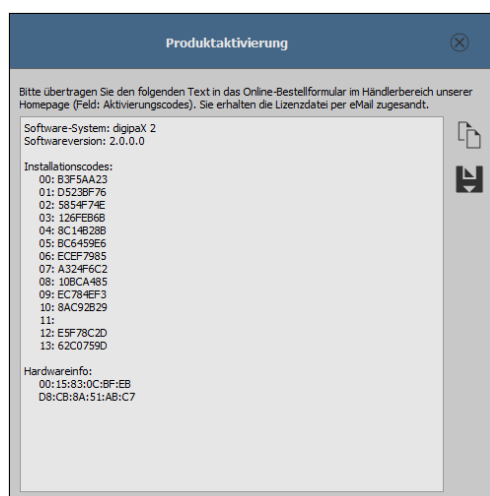 Produktaktivierung
Bitte übertragen Sie den folgenden Text in das Online-Bestellformular im Händlerbereich unserer
Homepage (Feld: Aktivierungscodes). Sie erhalten die Lizenzdatei per eMail zugesandt.
Software-System: digipaX 2
Softwareversion: 2.0.0.0
Installationscodes:
00: B3F5AA23
01: D523BF76
02: 5854F74E
03: 126FEB6B
04: 8C14B28B
05: BC6459E6
06: ECEF7985
07: A324F6C2
08: 10BCA485
09: EC784EF3
10: 8AC92B29
11:
12: E5F78C2D
13: 62C0759D
Hardwareinfo:
00:15:83:0C:BF:EB
D8:CB:8A:51:AB:C7